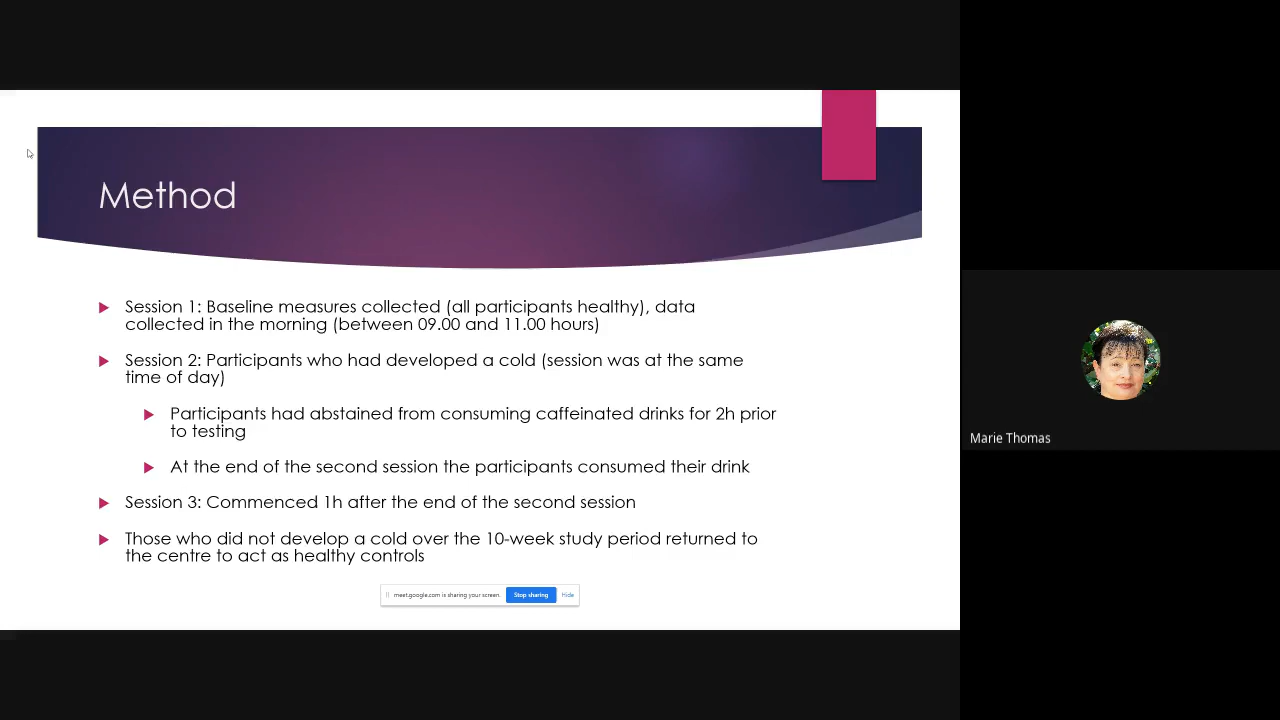 Method
Session 1: Baseline measures collected (all participants healthy), data
collected in the morning (between 09.00 and 11.00 hours)
Session 2: Participants who had developed a cold (session was at the same
time of day)
Participants had abstained from consuming caffeinated drinks for 2h prior
to testing
At the end of the second session the participants consumed their drink
Session 3: Commenced 1h after the end of the second session
Those who did not develop a cold over the 10-week study period returned to
the centre to act as healthy controls
meet.google.com is sharing your screen. Stop sharing Hide
Marie Thomas